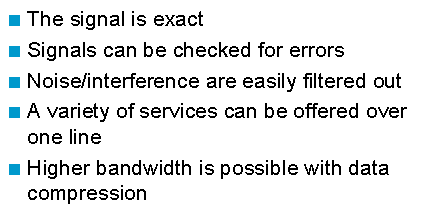 The signal is exact
Signals can be checked for errors
Noise/interference are easily filtered out
A variety of services can be offered over
one line
Higher bandwidth is possible with data
compression